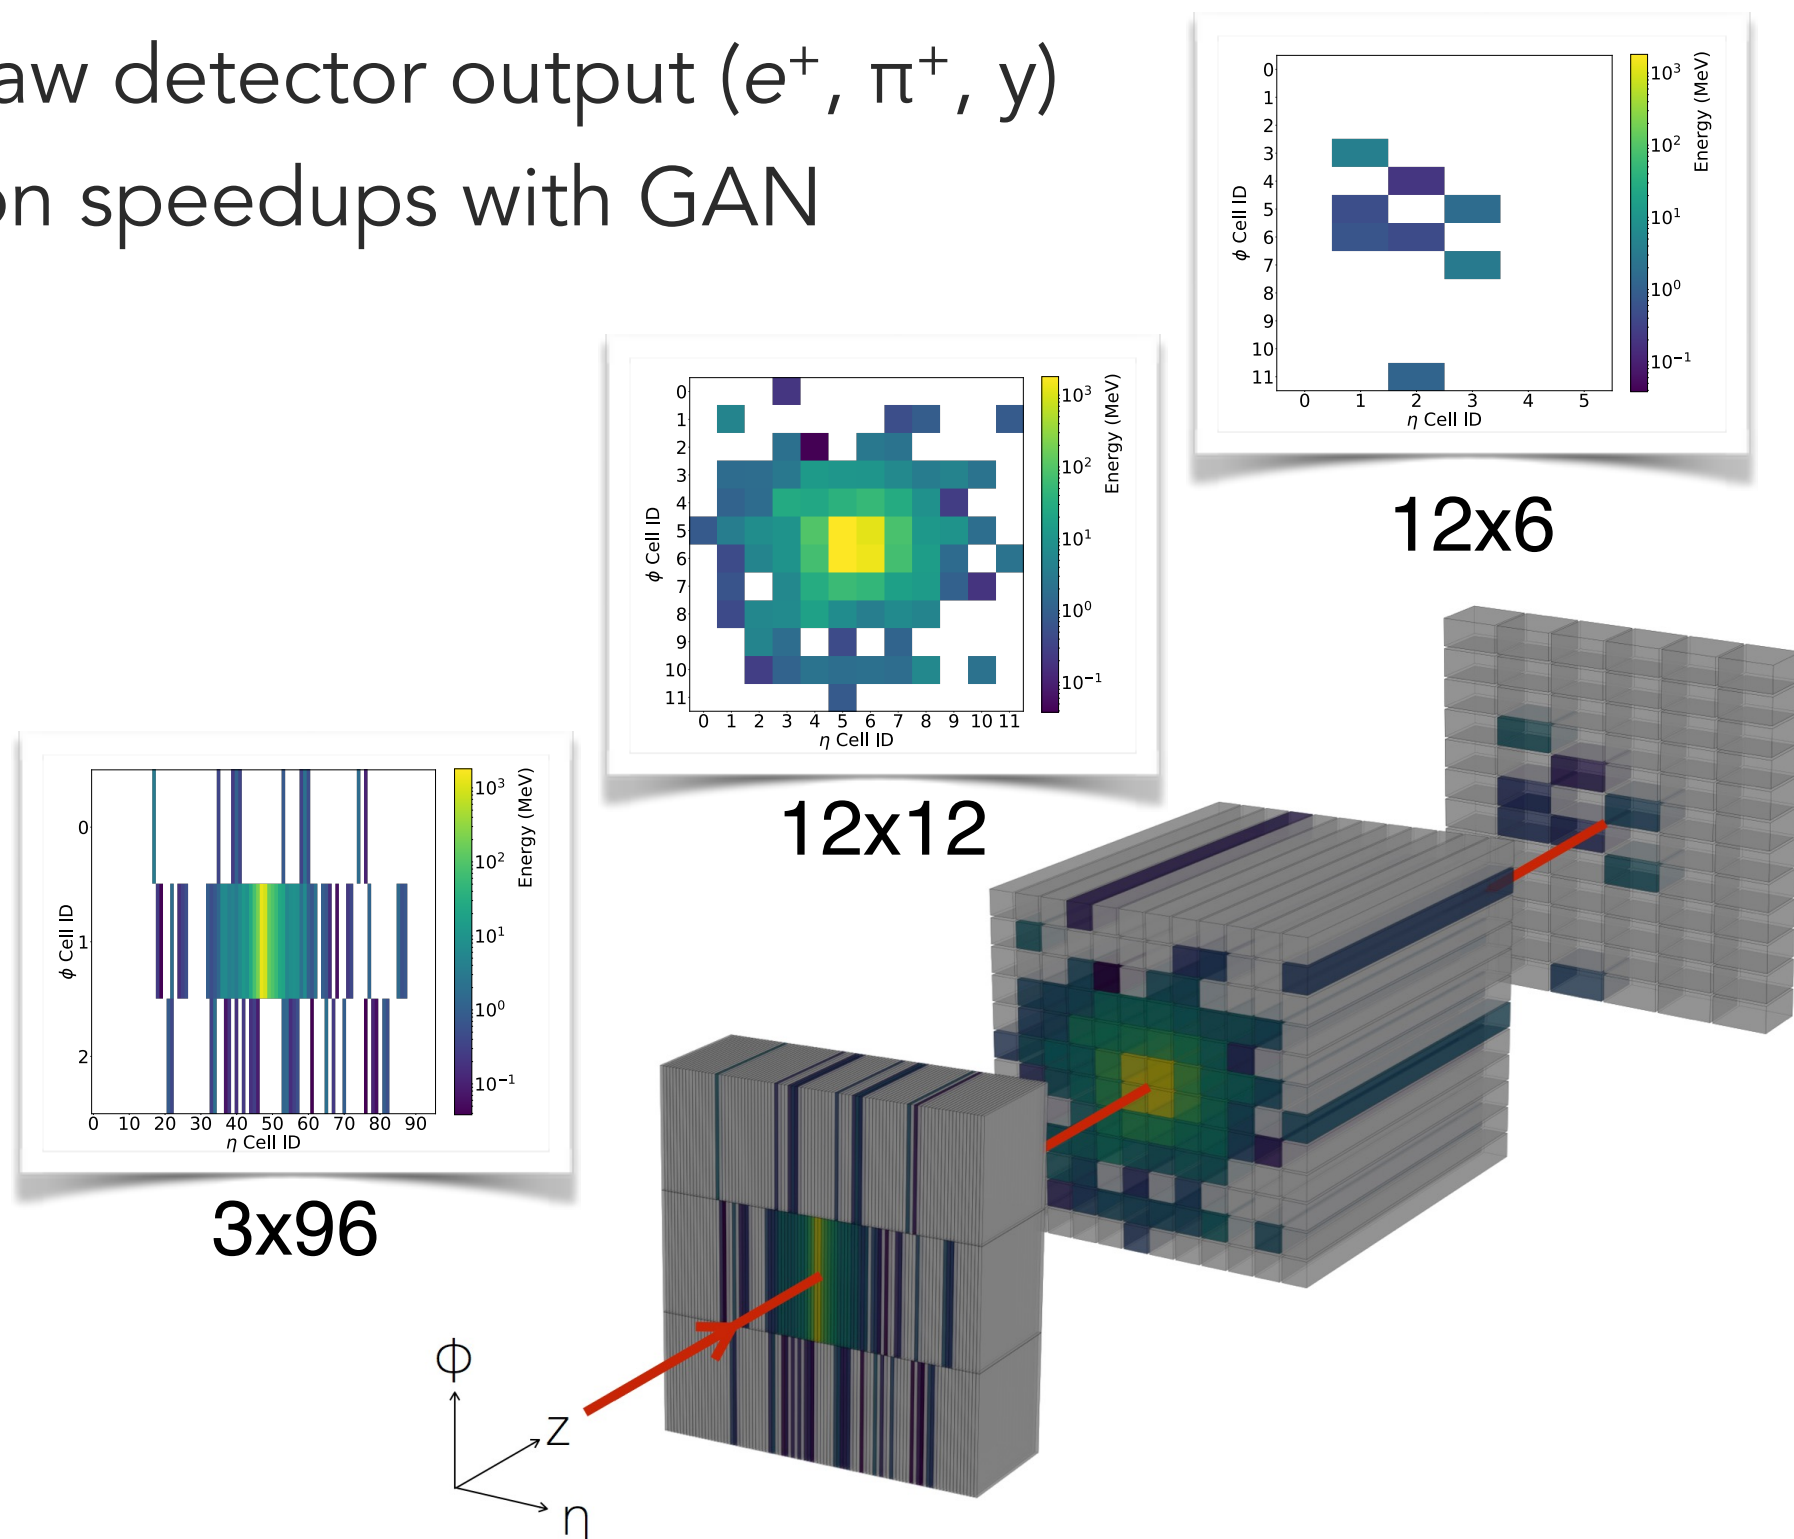 aw detector output (e⁺, π⁺, y)
on speedups with GAN
0
1
2
3
4
5
6
7
8
9
10
11
ϕ Cell ID
0 1 2 3 4 5
η Cell ID
10³
10²
10¹
10⁰
10⁻¹
Energy (MeV)
12x6
0
1
2
3
4
5
6
7
8
9
10
11
ϕ Cell ID
0 1 2 3 4 5 6 7 8 9 10 11
η Cell ID
10³
10²
10¹
10⁰
10⁻¹
Energy (MeV)
12x12
0
1
2
ϕ Cell ID
0 10 20 30 40 50 60 70 80 90
η Cell ID
10³
10²
10¹
10⁰
10⁻¹
Energy (MeV)
3x96
ϕ
z
η